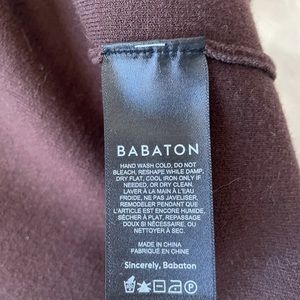 BABATON
HAND WASH COLD, DO NOT
BLEACH, RESHAPE WHILE DAMP,
DRY FLAT, COOL IRON ONLY IF
NEEDED, OR DRY CLEAN.
LAVER À LA MAIN À L'EAU
FROIDE, NE PAS JAVELISER,
REMODELER PENDANT QUE
L'ARTICLE EST ENCORE HUMIDE,
SÉCHER À PLAT, REPASSAGE
DOUX SI NÉCESSAIRE, OU
NETTOYER À SEC.
MADE IN CHINA
FABRIQUÉ EN CHINE
Sincerely, Babaton